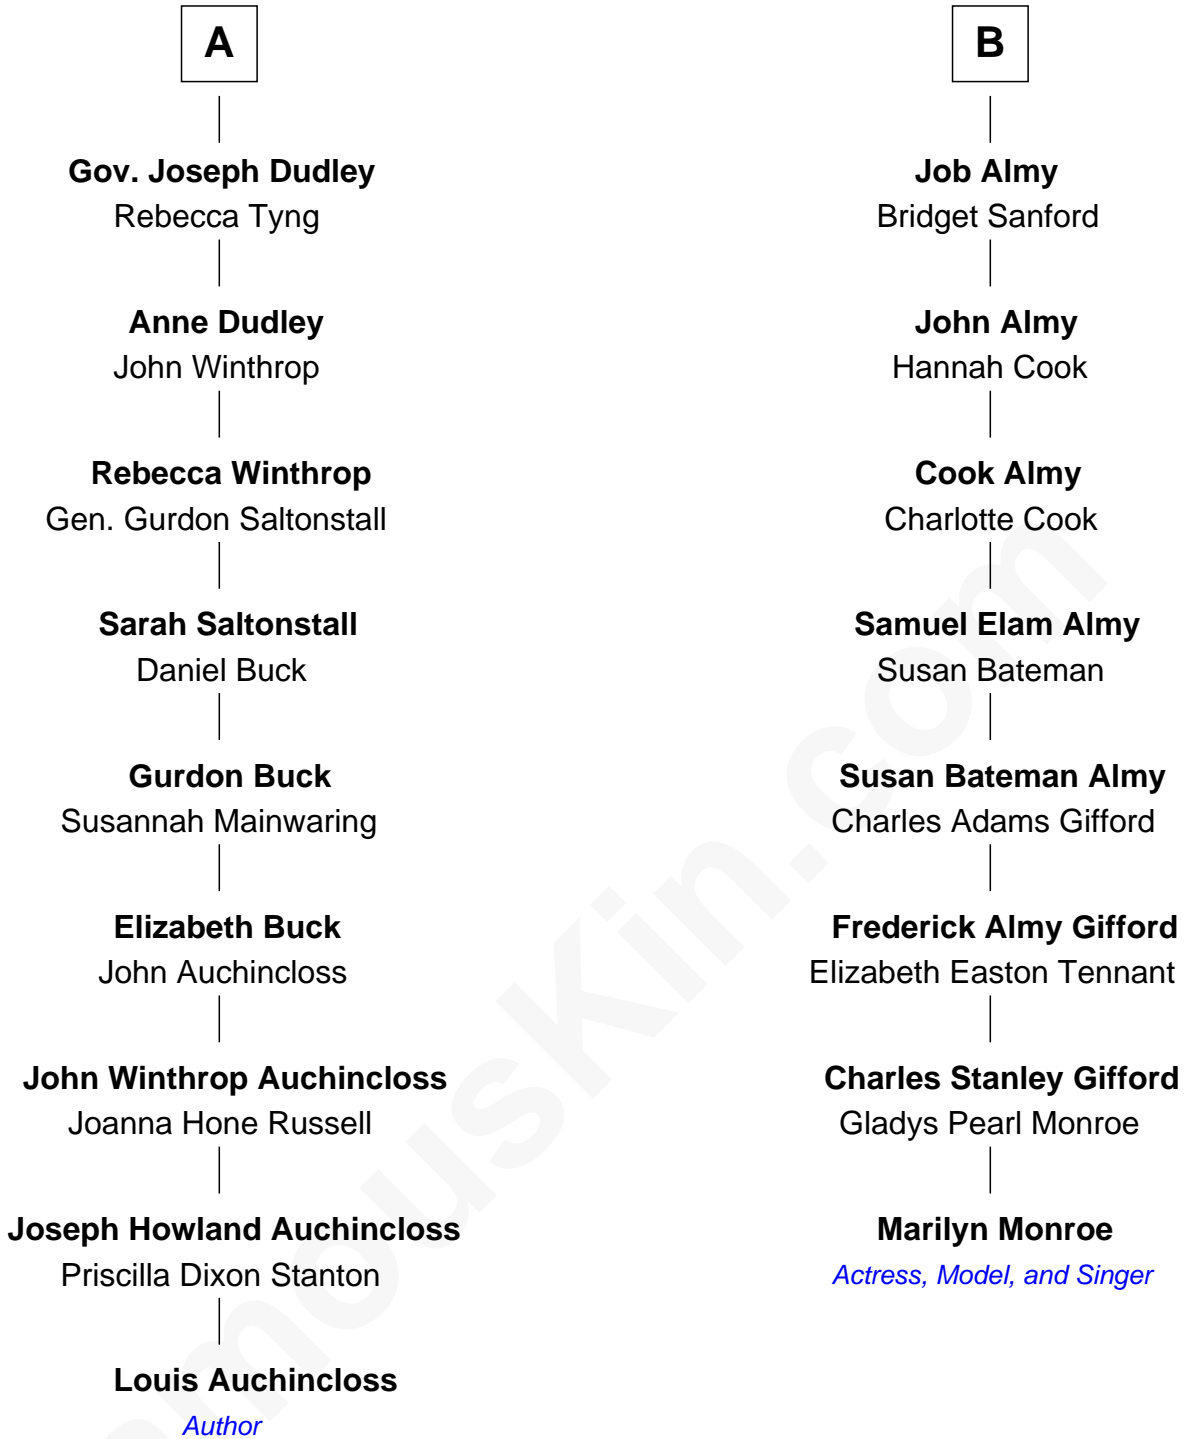 A
Gov. Joseph Dudley
Rebecca Tyng
Anne Dudley
John Winthrop
Rebecca Winthrop
Gen. Gurdon Saltonstall
Sarah Saltonstall
Daniel Buck
Gurdon Buck
Susannah Mainwaring
Elizabeth Buck
John Auchincloss
John Winthrop Auchincloss
Joanna Hone Russell
Joseph Howland Auchincloss
Priscilla Dixon Stanton
Louis Auchincloss
Author
B
Job Almy
Bridget Sanford
John Almy
Hannah Cook
Cook Almy
Charlotte Cook
Samuel Elam Almy
Susan Bateman
Susan Bateman Almy
Charles Adams Gifford
Frederick Almy Gifford
Elizabeth Easton Tennant
Charles Stanley Gifford
Gladys Pearl Monroe
Marilyn Monroe
Actress, Model, and Singer
amouskin.com